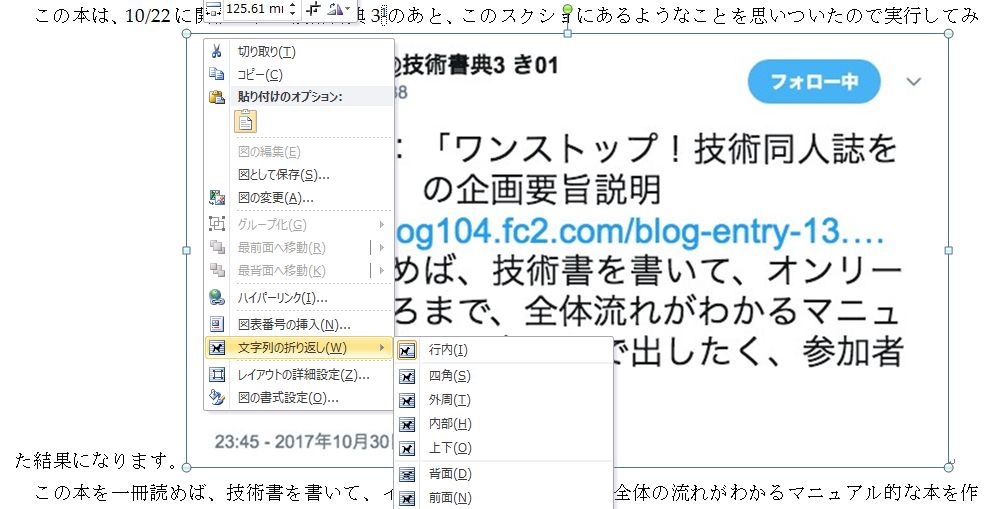 この本は、10/22に
典3のあと、このスクショにあるようなことを思いついたので実行してみ
125.61 mm
@技術書典3 き01
フォロー中
88
：「ワンストップ！技術同人誌を
の企画要旨説明
og104.fc2.com/blog-entry-13....
めば、技術書を書いて、オンリー
ろまで、全体流れがわかるマニュ
で出したく、参加者
23:45 - 2017年10月30
切り取り(T)
コピー(C)
貼り付けのオプション:
図の編集(E)
図として保存(S)...
図の変更(A)...
グループ化(G)
最前面へ移動(R)
最背面へ移動(K)
ハイパーリンク(I)...
図表番号の挿入(N)...
文字列の折り返し(W)
レイアウトの詳細設定(Z)...
図の書式設定(O)...
行内(I)
四角(S)
外周(T)
内部(H)
上下(O)
背面(D)
前面(N)
た結果になります。
この本を一冊読めば、技術書を書いて、イ
全体の流れがわかるマニュアル的な本を作